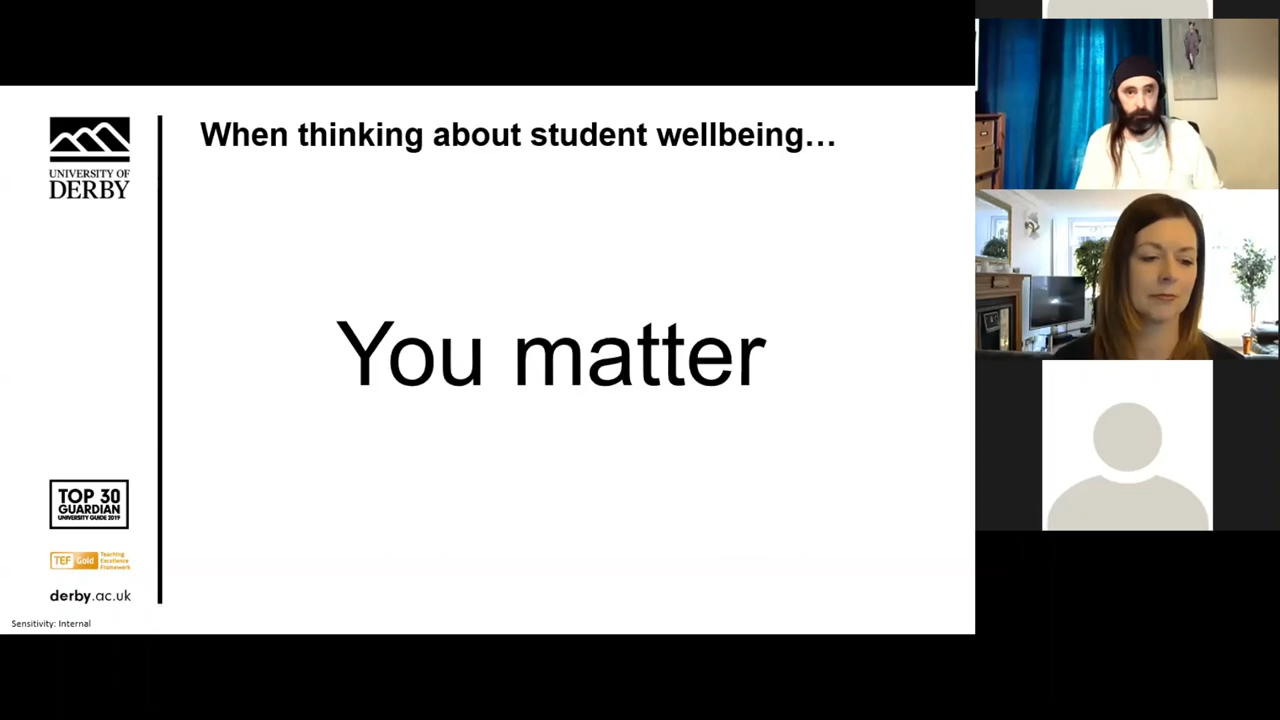 When thinking about student wellbeing…
UNIVERSITY OF
DERBY
You matter
TOP 30
GUARDIAN
UNIVERSITY GUIDE 2019
TEF Gold
Teaching
Excellence
Framework
derby.ac.uk
Sensitivity: Internal